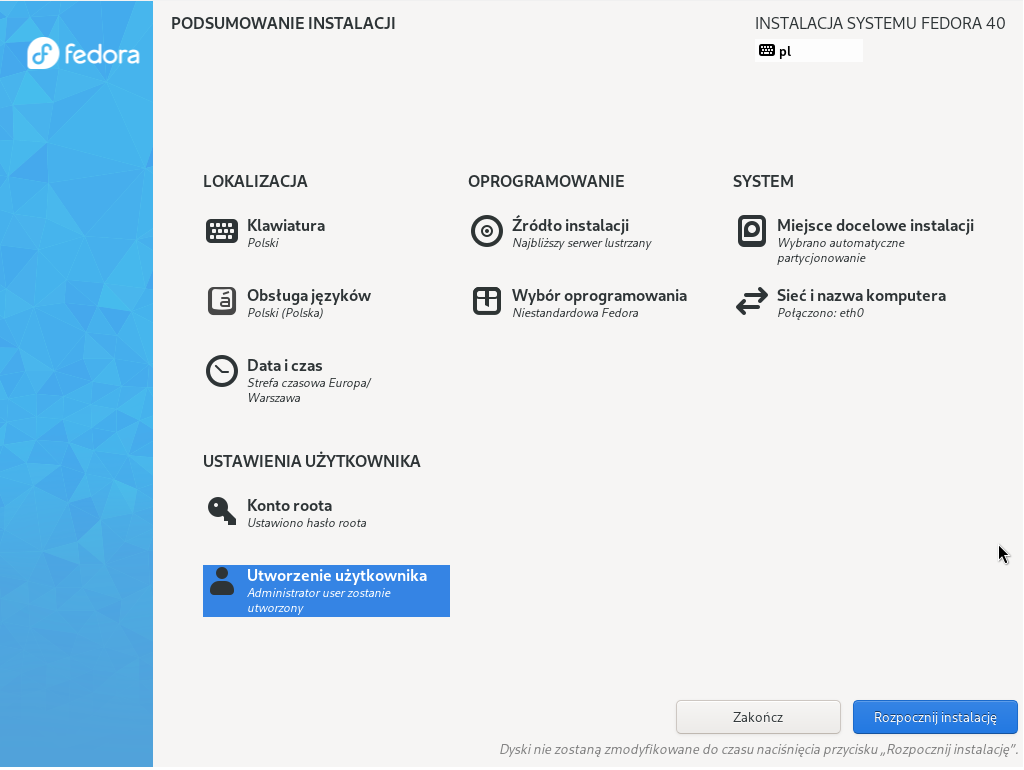 PODSUMOWANIE INSTALACJI
INSTALACJA SYSTEMU FEDORA 40
fedora
pl
LOKALIZACJA
OPROGRAMOWANIE
SYSTEM
Klawiatura
Polski
Źródło instalacji
Najbliższy serwer lustrzany
Miejsce docelowe instalacji
Wybrano automatyczne
partycjonowanie
Obsługa języków
Polski (Polska)
Wybór oprogramowania
Niestandardowa Fedora
Sieć i nazwa komputera
Połączono: eth0
Data i czas
Strefa czasowa Europa/
Warszawa
USTAWIENIA UŻYTKOWNIKA
Konto roota
Ustawiono hasło roota
Utworzenie użytkownika
Administrator user zostanie
utworzony
Zakończ
Rozpocznij instalację
Dyski nie zostaną zmodyfikowane do czasu naciśnięcia przycisku „Rozpocznij instalację”.